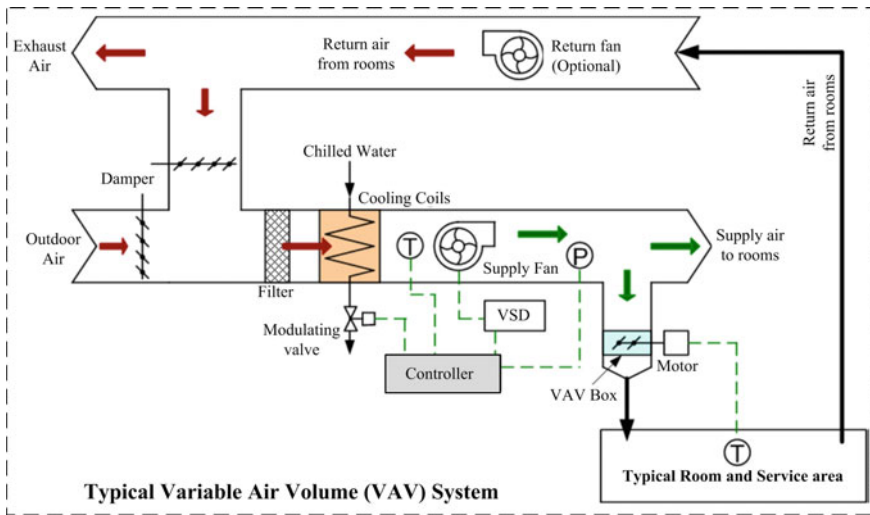 Exhaust
Air
Return air
from rooms
Return fan
(Optional)
Return air
from rooms
Damper
Chilled Water
Cooling Coils
Outdoor
Air
T
Supply Fan
P
Supply air
to rooms
Filter
Modulating
valve
VSD
Controller
Motor
VAV Box
T
Typical Room and Service area
Typical Variable Air Volume (VAV) System